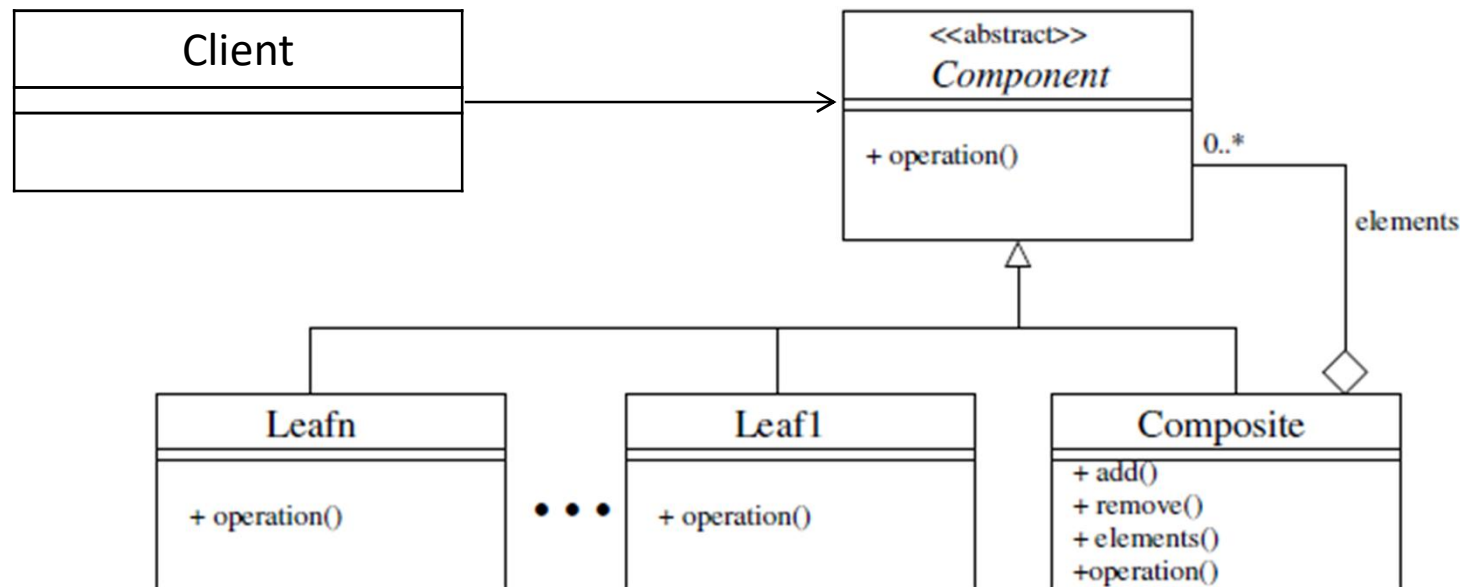 Client
<<abstract>>
Component
+ operation()
0..*
elements
Leafn
+ operation()
• • •
Leaf1
+ operation()
Composite
+ add()
+ remove()
+ elements()
+operation()